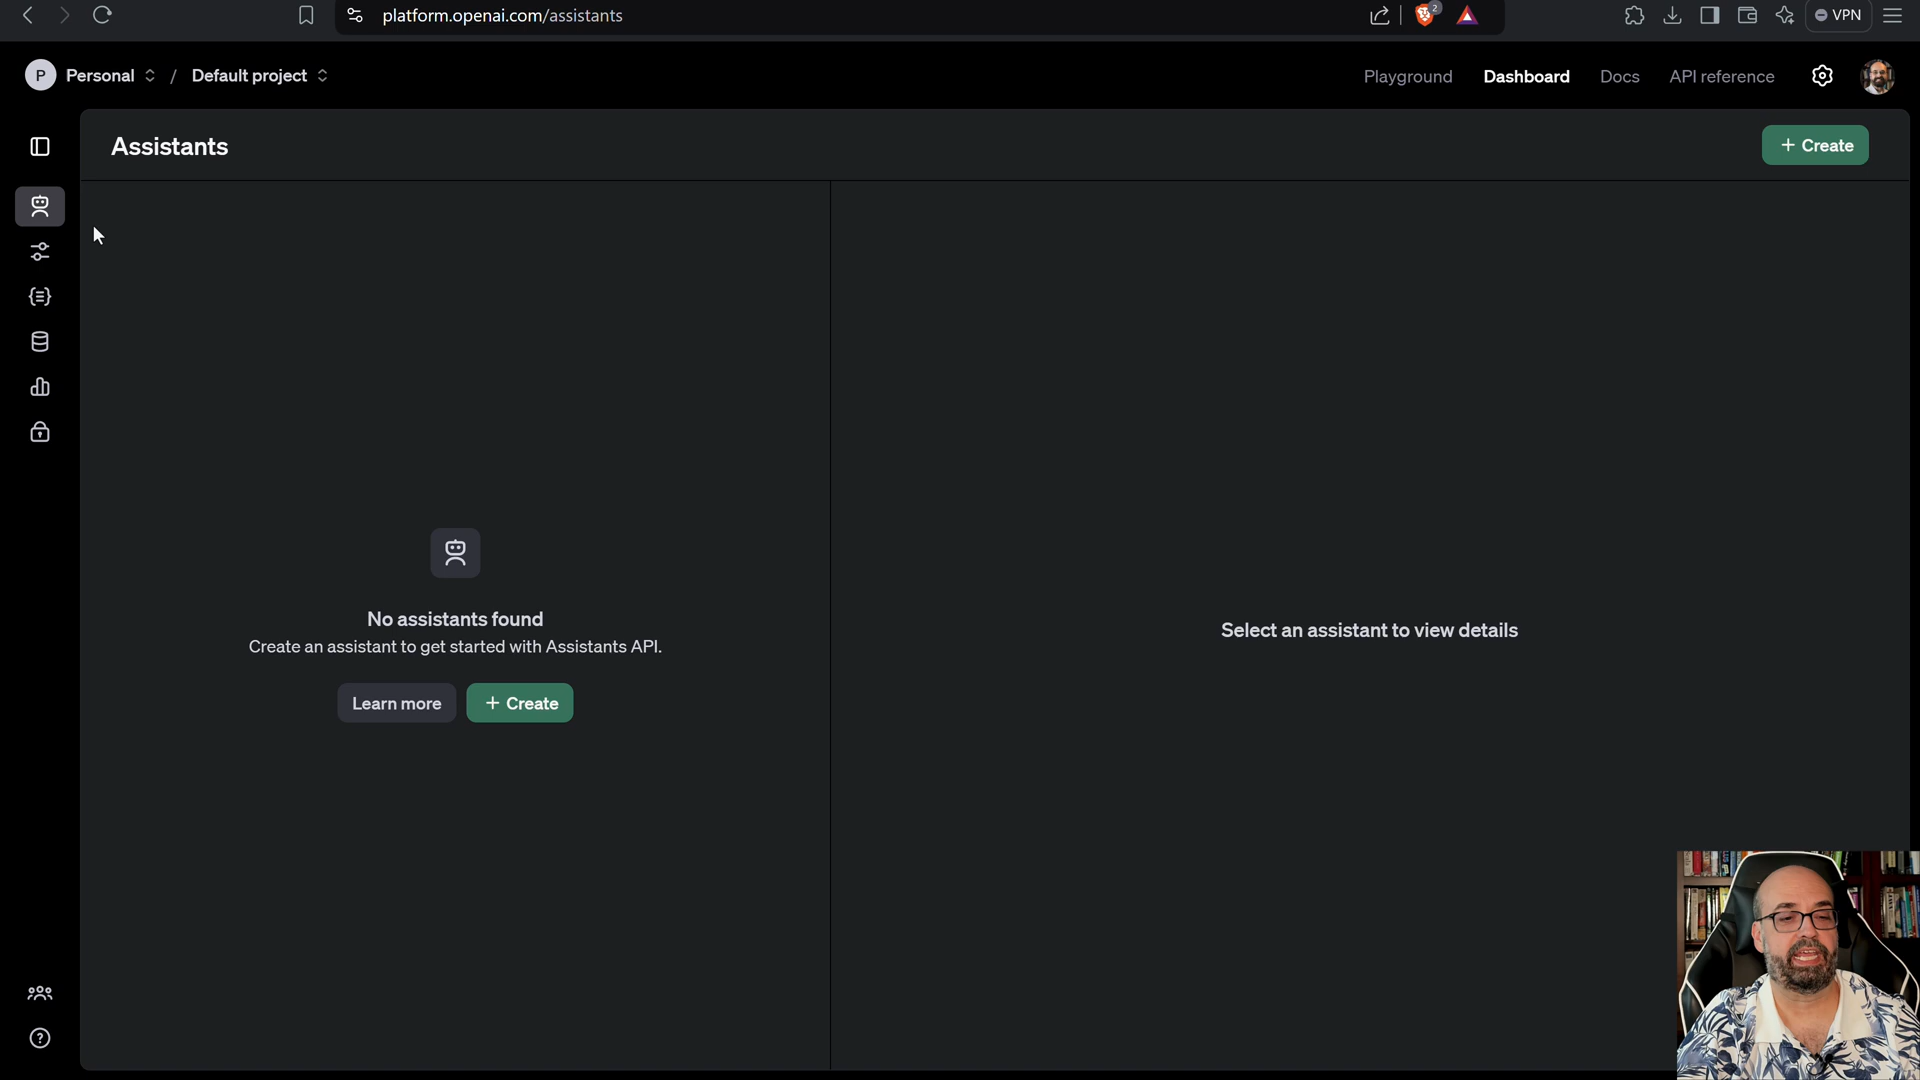 platform.openai.com/assistants
2
VPN
P Personal / Default project
Playground Dashboard Docs API reference
Assistants
+ Create
No assistants found
Create an assistant to get started with Assistants API.
Learn more + Create
Select an assistant to view details